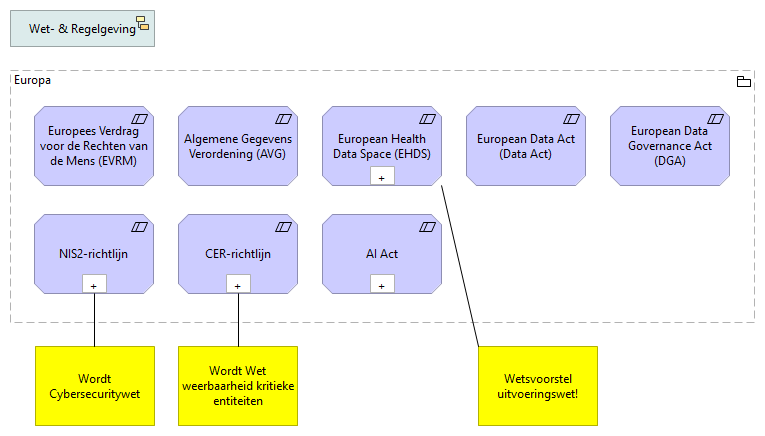 Wet- & Regelgeving
Europa
Europees Verdrag
voor de Rechten van
de Mens (EVRM)
Algemene Gegevens
Verordening (AVG)
European Health
Data Space (EHDS)
+
European Data Act
(Data Act)
European Data
Governance Act
(DGA)
NIS2-richtlijn
+
CER-richtlijn
+
AI Act
+
Wordt
Cybersecuritywet
Wordt Wet
weerbaarheid kritieke
entiteiten
Wetsvoorstel
uitvoeringswet!